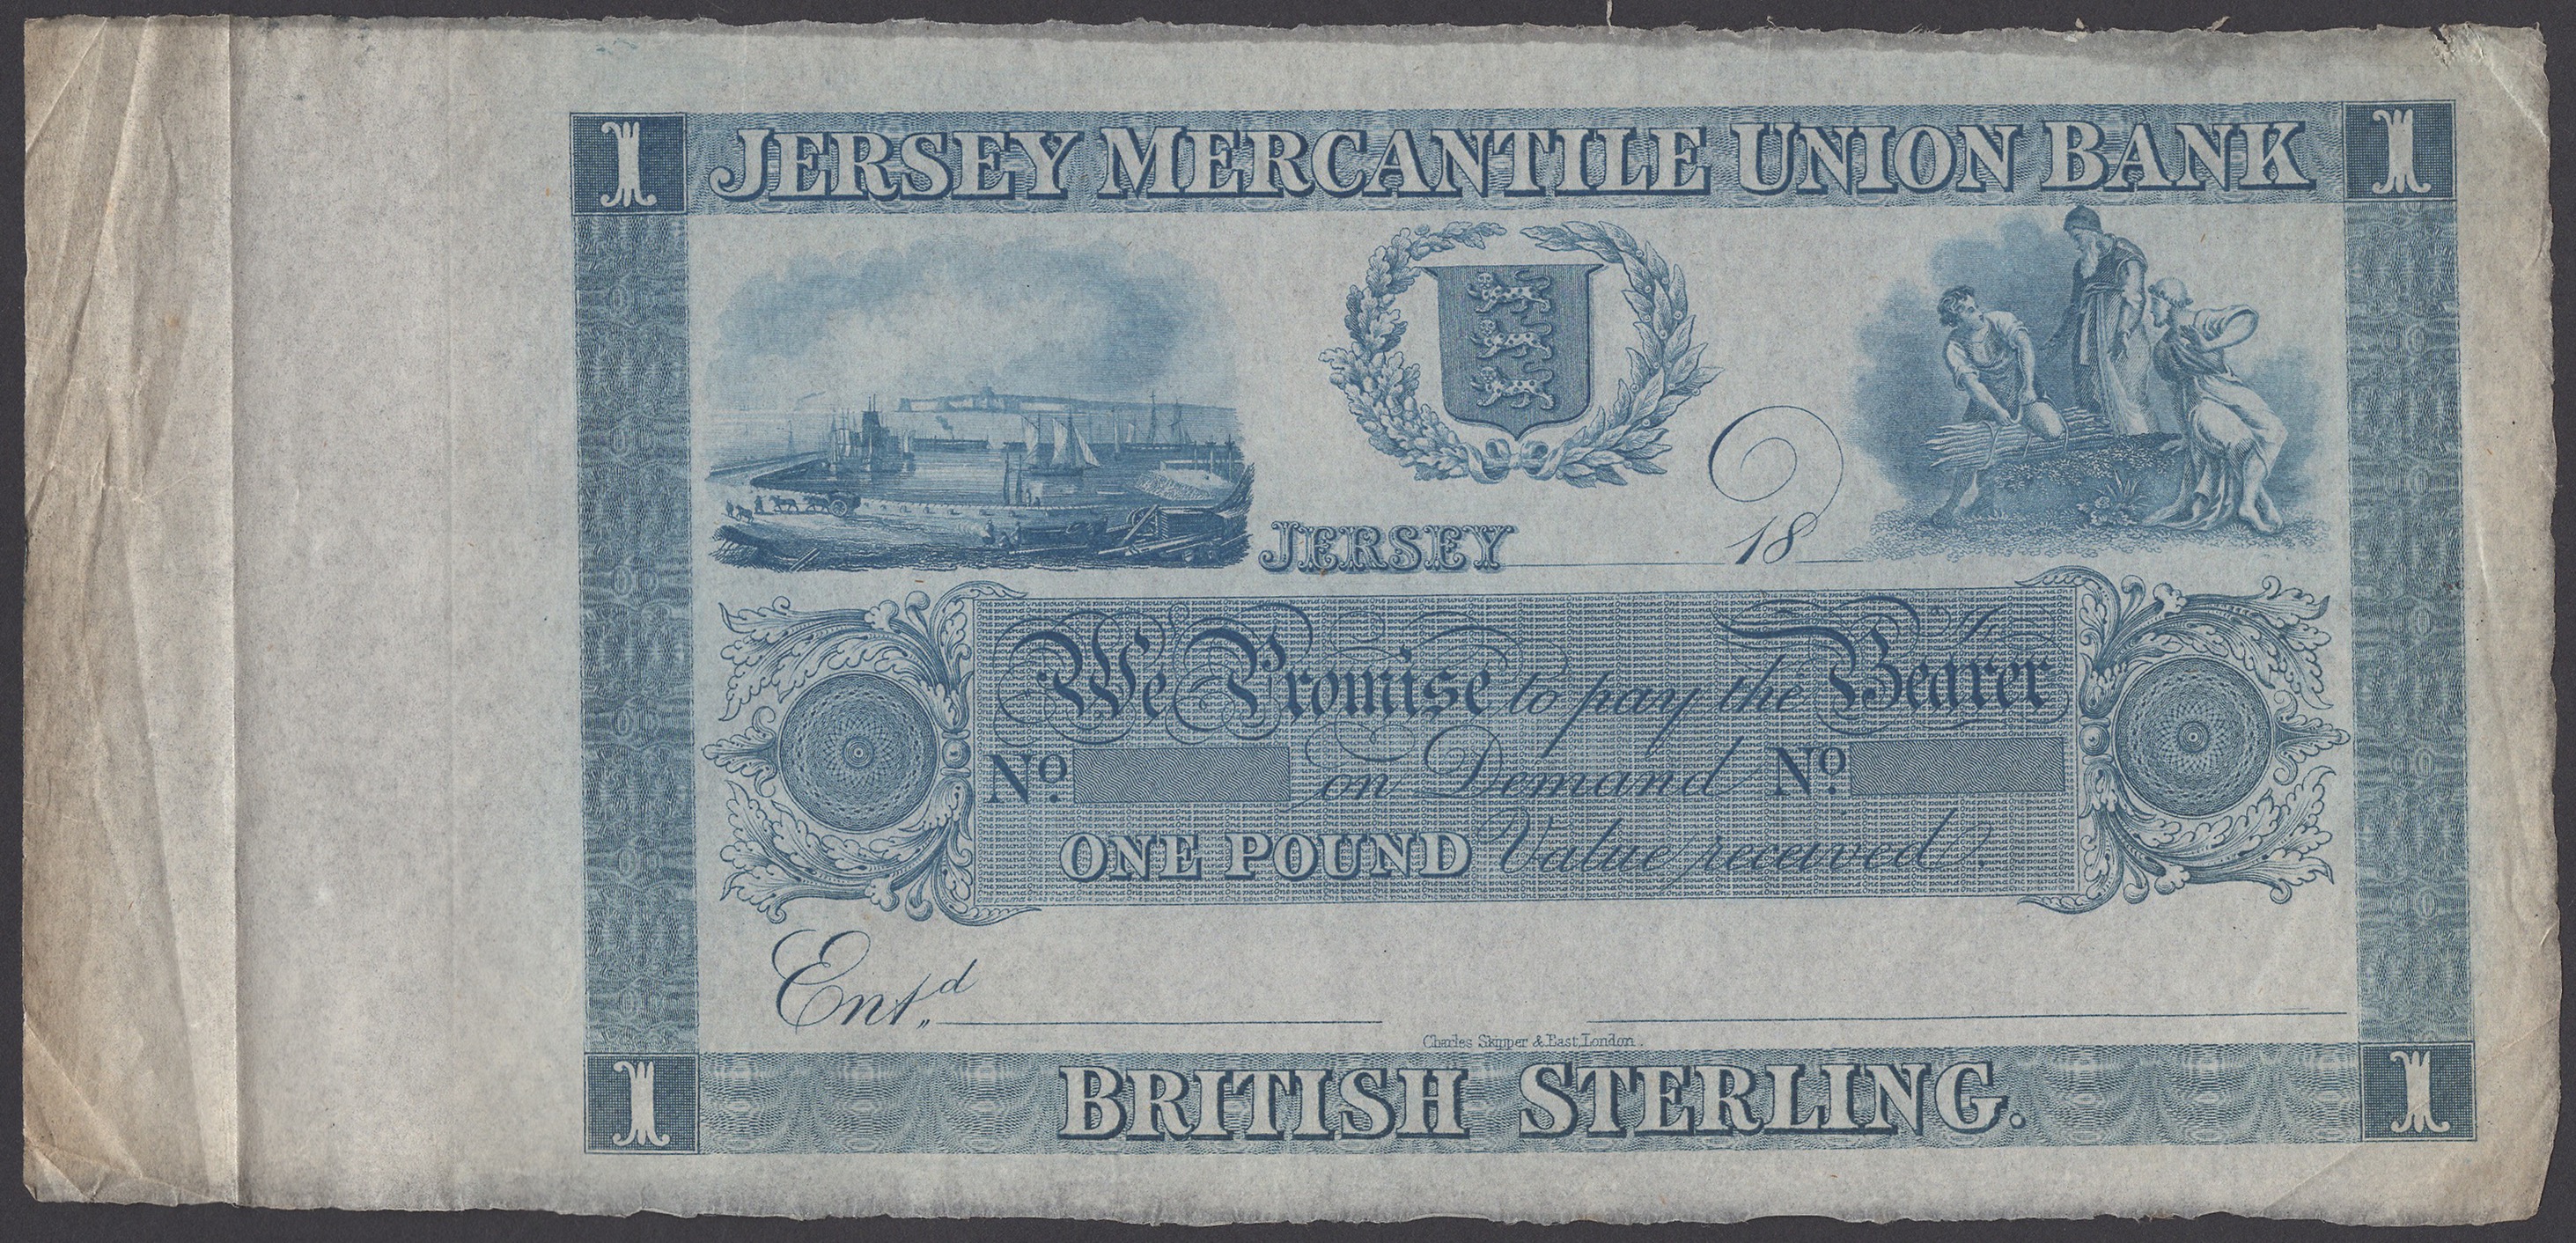 1 JERSEY MERCANTILE UNION BANK 1
JERSEY 18
We Promise to pay the Bearer
No. on Demand No.
ONE POUND Value received.
Ent,,d
Charles Skipper & East, London.
1 BRITISH STERLING. 1